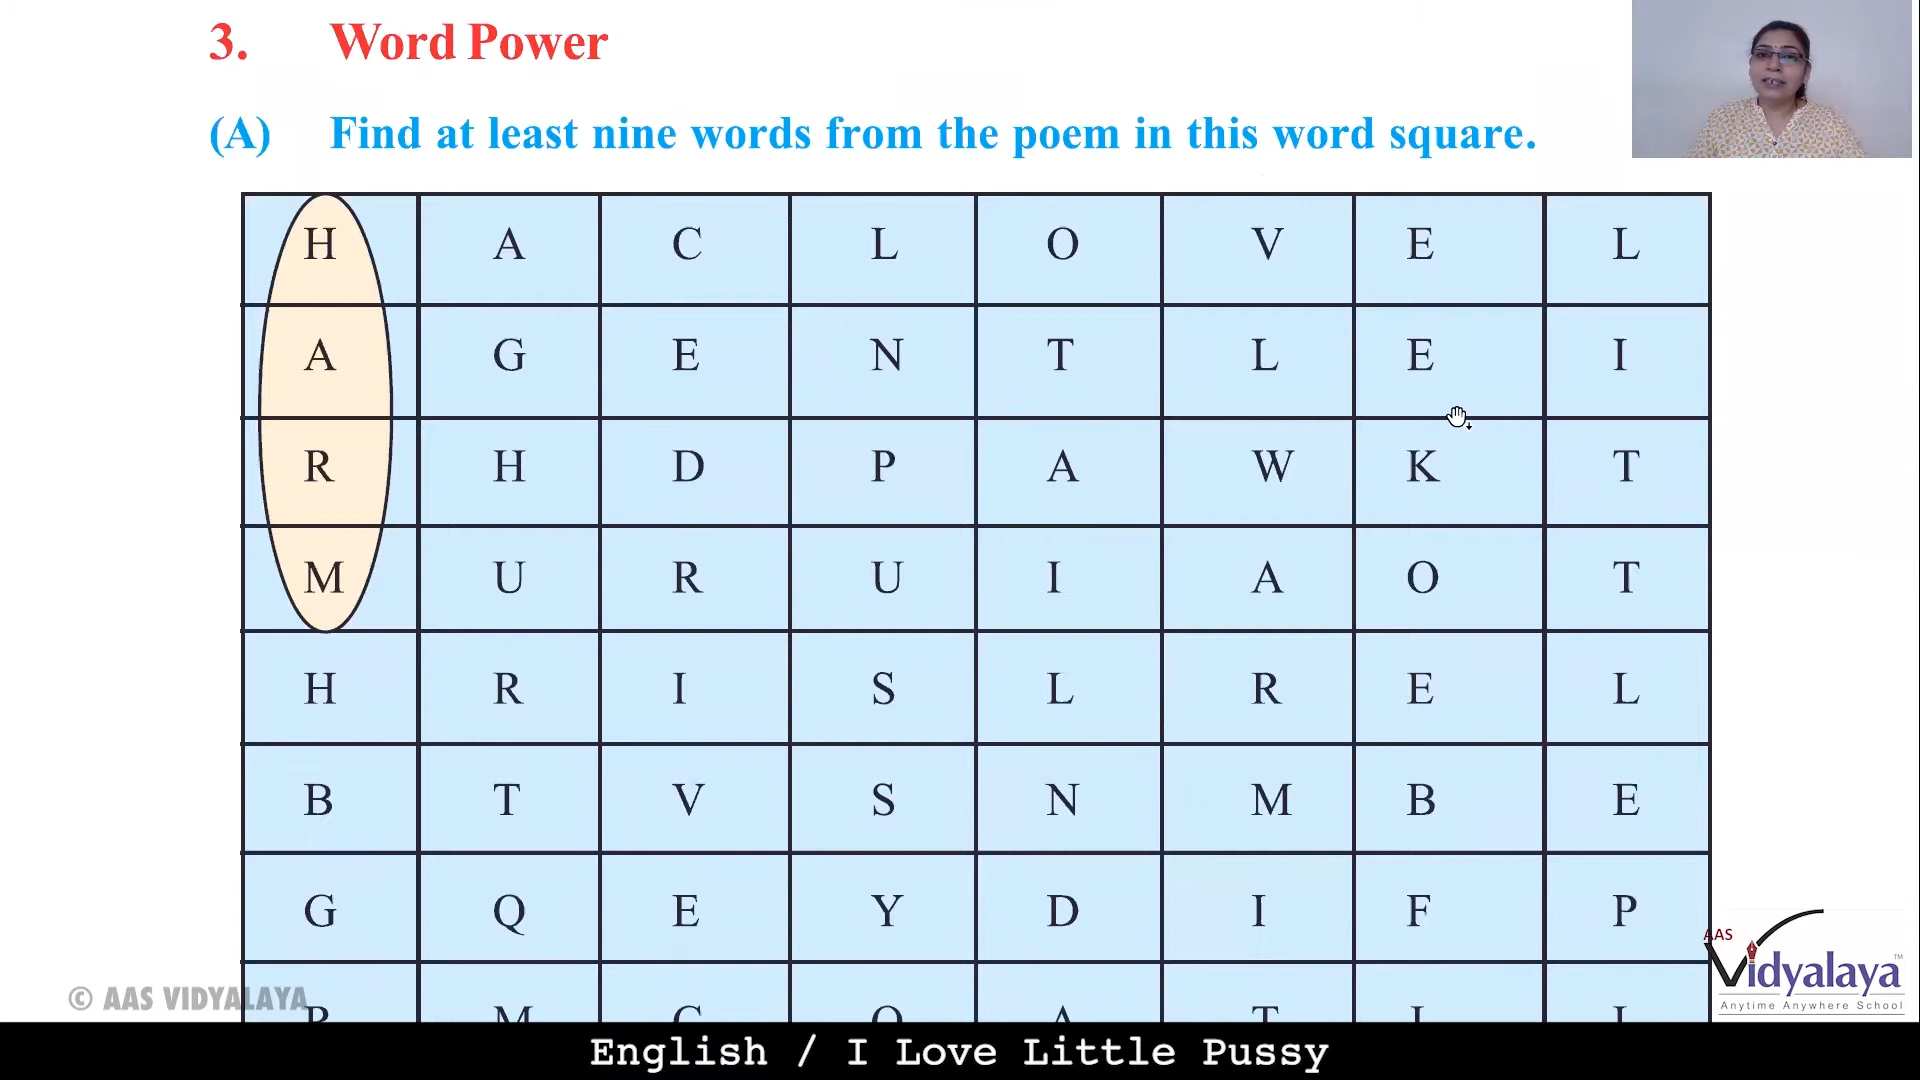 3. Word Power
(A) Find at least nine words from the poem in this word square.
H A C L O V E L
A G E N T L E I
R H D P A W K T
M U R U I A O T
H R I S L R E L
B T V S N M B E
G Q E Y D I F P
AAS
Vidyalaya™
Anytime Anywhere School
© AAS VIDYALAYA
English / I Love Little Pussy